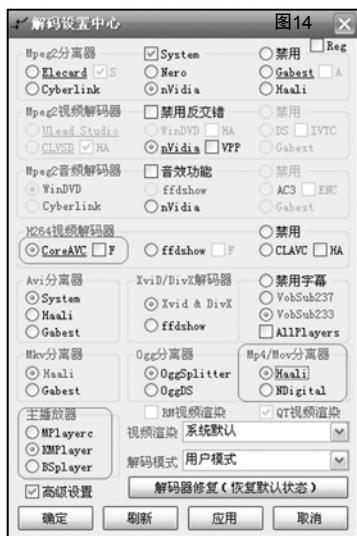 解码设置中心 图14
Mpeg2分离器 System 禁用 Reg
Elecard S Nero Gabest A
Cyberlink nVidia Haali
Mpeg2视频解码器 禁用反交错 禁用
Ulead Studio WinDVD HA DS IVTC
CLVSD HA nVidia VPP Gabest
Mpeg2音频解码器 音效功能 禁用
WinDVD ffdshow AC3 ENC
Cyberlink nVidia Gabest
H264视频解码器 禁用
CoreAVC F ffdshow F CLAVC HA
Avi分离器 XviD/DivX解码器 禁用字幕
System Xvid & DivX VobSub237
Haali ffdshow VobSub233
Gabest AllPlayers
Mkv分离器 Ogg分离器 Mp4/Mov分离器
Haali OggSplitter Haali
Gabest OggDS NDigital
主播放器 RM视频渲染 QT视频渲染
MPlayerc 视频渲染 系统默认
KMPlayer 解码模式 用户模式
BSplayer
高级设置 解码器修复(恢复默认状态)
确定 刷新 应用 取消